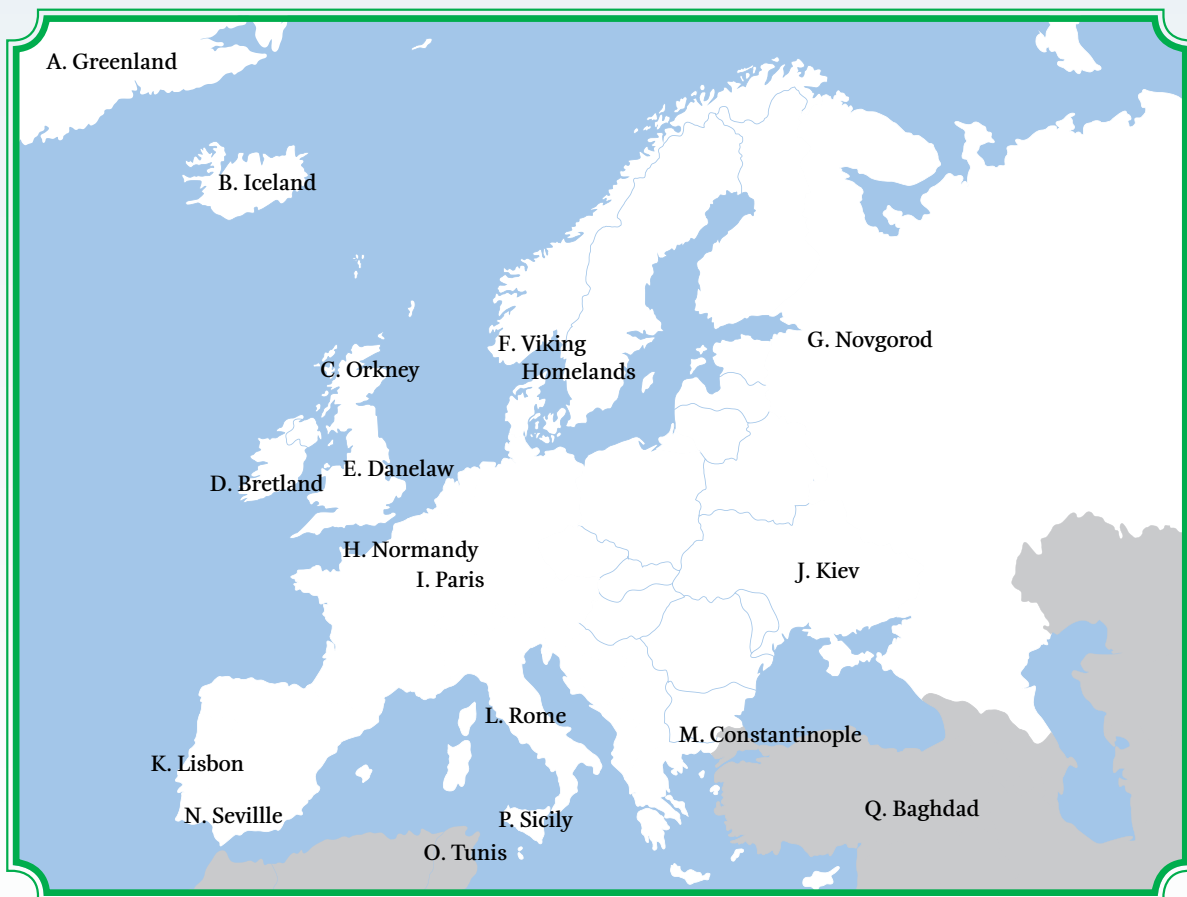 A. Greenland
B. Iceland
F. Viking
Homelands
G. Novgorod
C. Orkney
E. Danelaw
D. Bretland
H. Normandy
I. Paris
J. Kiev
L. Rome
M. Constantinople
K. Lisbon
N. Sevillle
P. Sicily
Q. Baghdad
O. Tunis